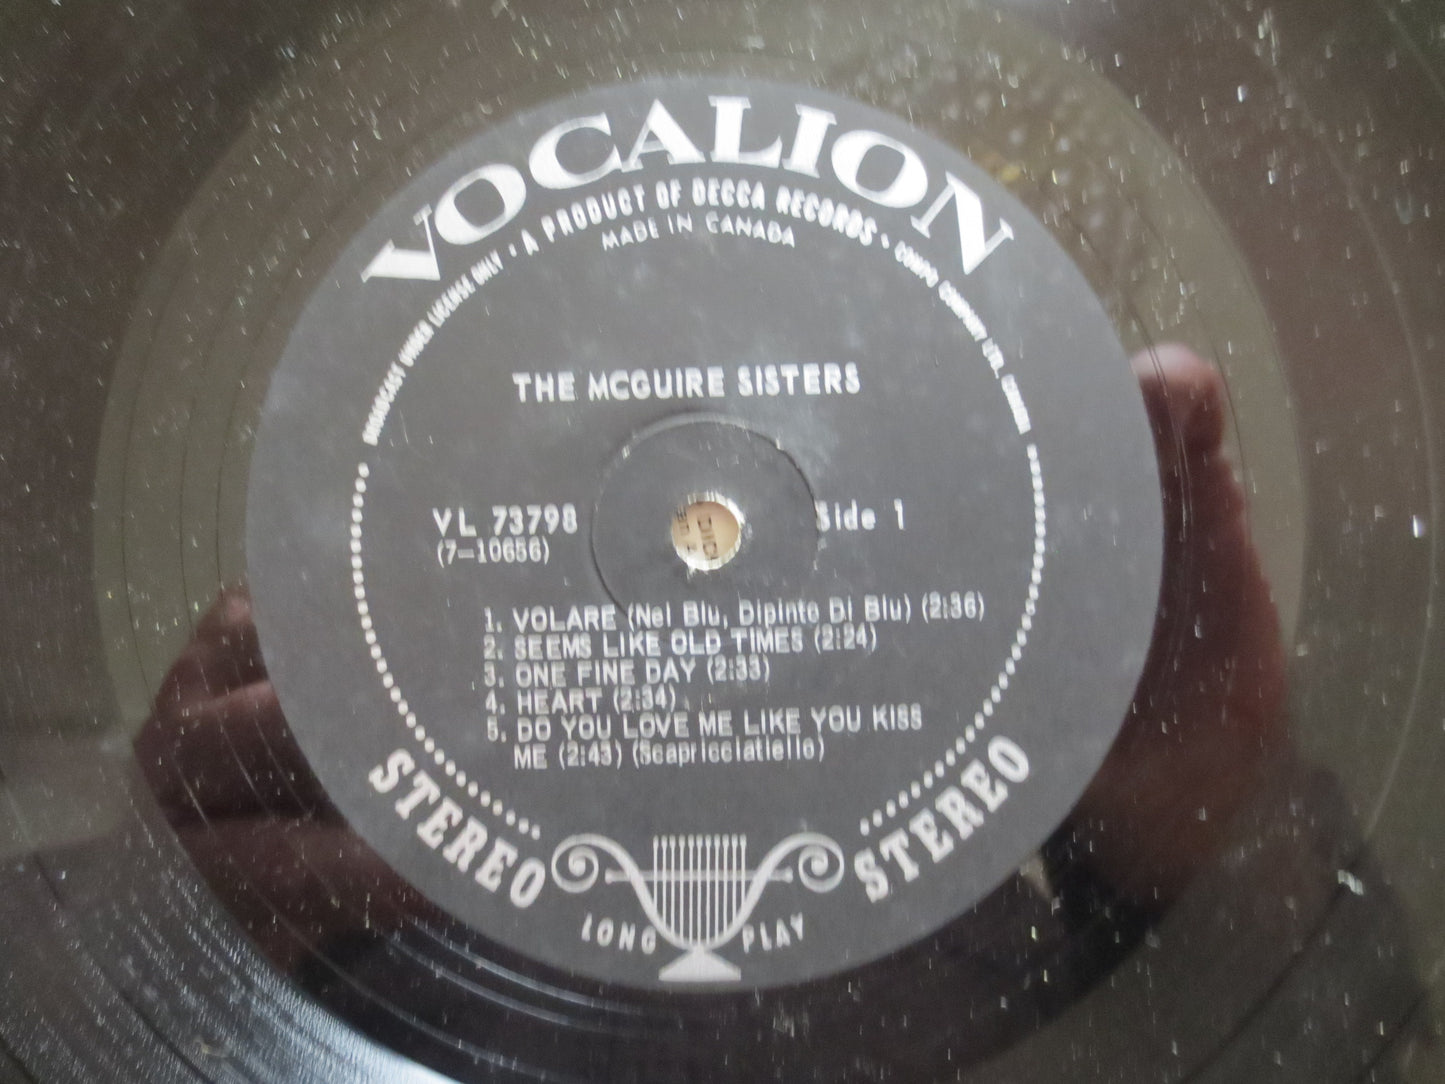 VOCALION
BROADCAST UNDER LICENSE ONLY • A PRODUCT OF DECCA RECORDS • COMPO COMPANY LTD. CANADA
MADE IN CANADA
THE MCGUIRE SISTERS
VL 73798
Side 1
(7-10656)
1. VOLARE (Nel Blu, Dipinto Di Blu) (2:36)
2. SEEMS LIKE OLD TIMES (2:24)
3. ONE FINE DAY (2:33)
4. HEART (2:34)
5. DO YOU LOVE ME LIKE YOU KISS
ME (2:43) (Scapricciatiello)
STEREO
STEREO
LONG PLAY